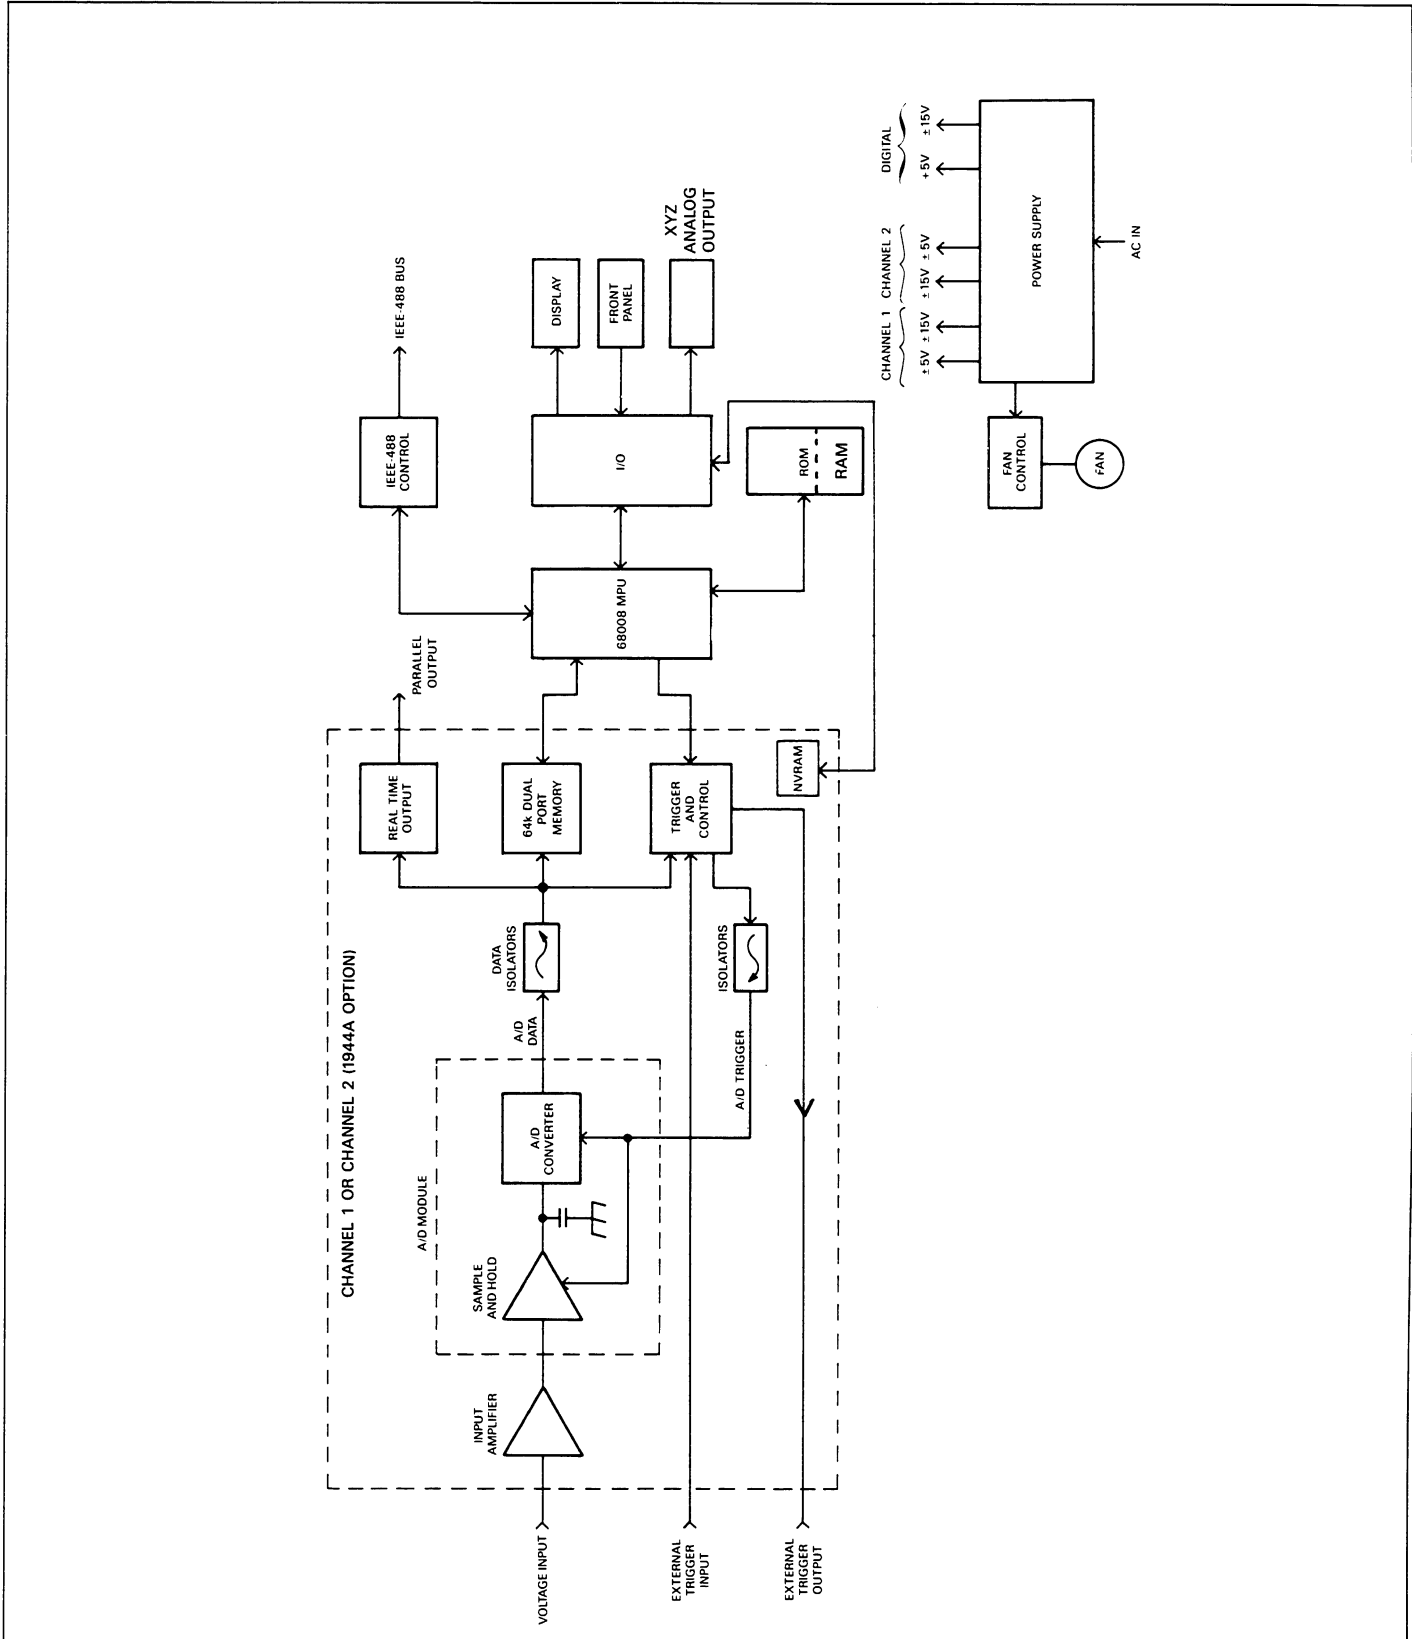 IEEE-488 BUS
IEEE-488
CONTROL
PARALLEL
OUTPUT
REAL TIME
OUTPUT
CHANNEL 1 OR CHANNEL 2 (1944A OPTION)
DISPLAY
FRONT
PANEL
XYZ
ANALOG
OUTPUT
I/O
68008 MPU
ROM
RAM
64k DUAL
PORT
MEMORY
TRIGGER
AND
CONTROL
NVRAM
DATA
ISOLATORS
ISOLATORS
A/D
DATA
A/D TRIGGER
A/D MODULE
A/D
CONVERTER
SAMPLE
AND HOLD
INPUT
AMPLIFIER
VOLTAGE INPUT
EXTERNAL
TRIGGER
INPUT
EXTERNAL
TRIGGER
OUTPUT
CHANNEL 1
CHANNEL 2
DIGITAL
±5V
±15V
±15V
±5V
+5V
±15V
POWER SUPPLY
AC IN
FAN
CONTROL
FAN